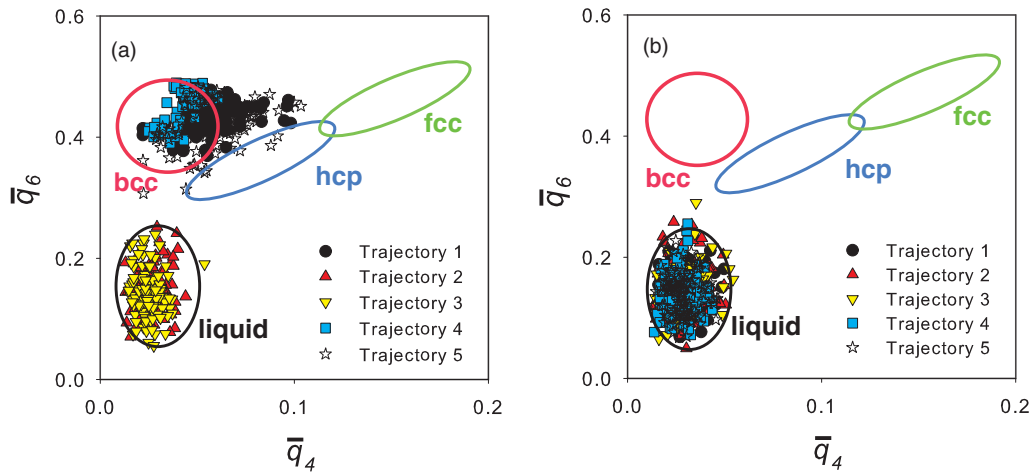 0.6
(a)
fcc
0.4
bcc
hcp
q̅6
Trajectory 1
0.2
Trajectory 2
Trajectory 3
liquid
Trajectory 4
Trajectory 5
0.0
0.0 0.1 0.2
q̅4
0.6
(b)
fcc
0.4
bcc
hcp
q̅6
Trajectory 1
0.2
Trajectory 2
Trajectory 3
liquid
Trajectory 4
Trajectory 5
0.0
0.0 0.1 0.2
q̅4